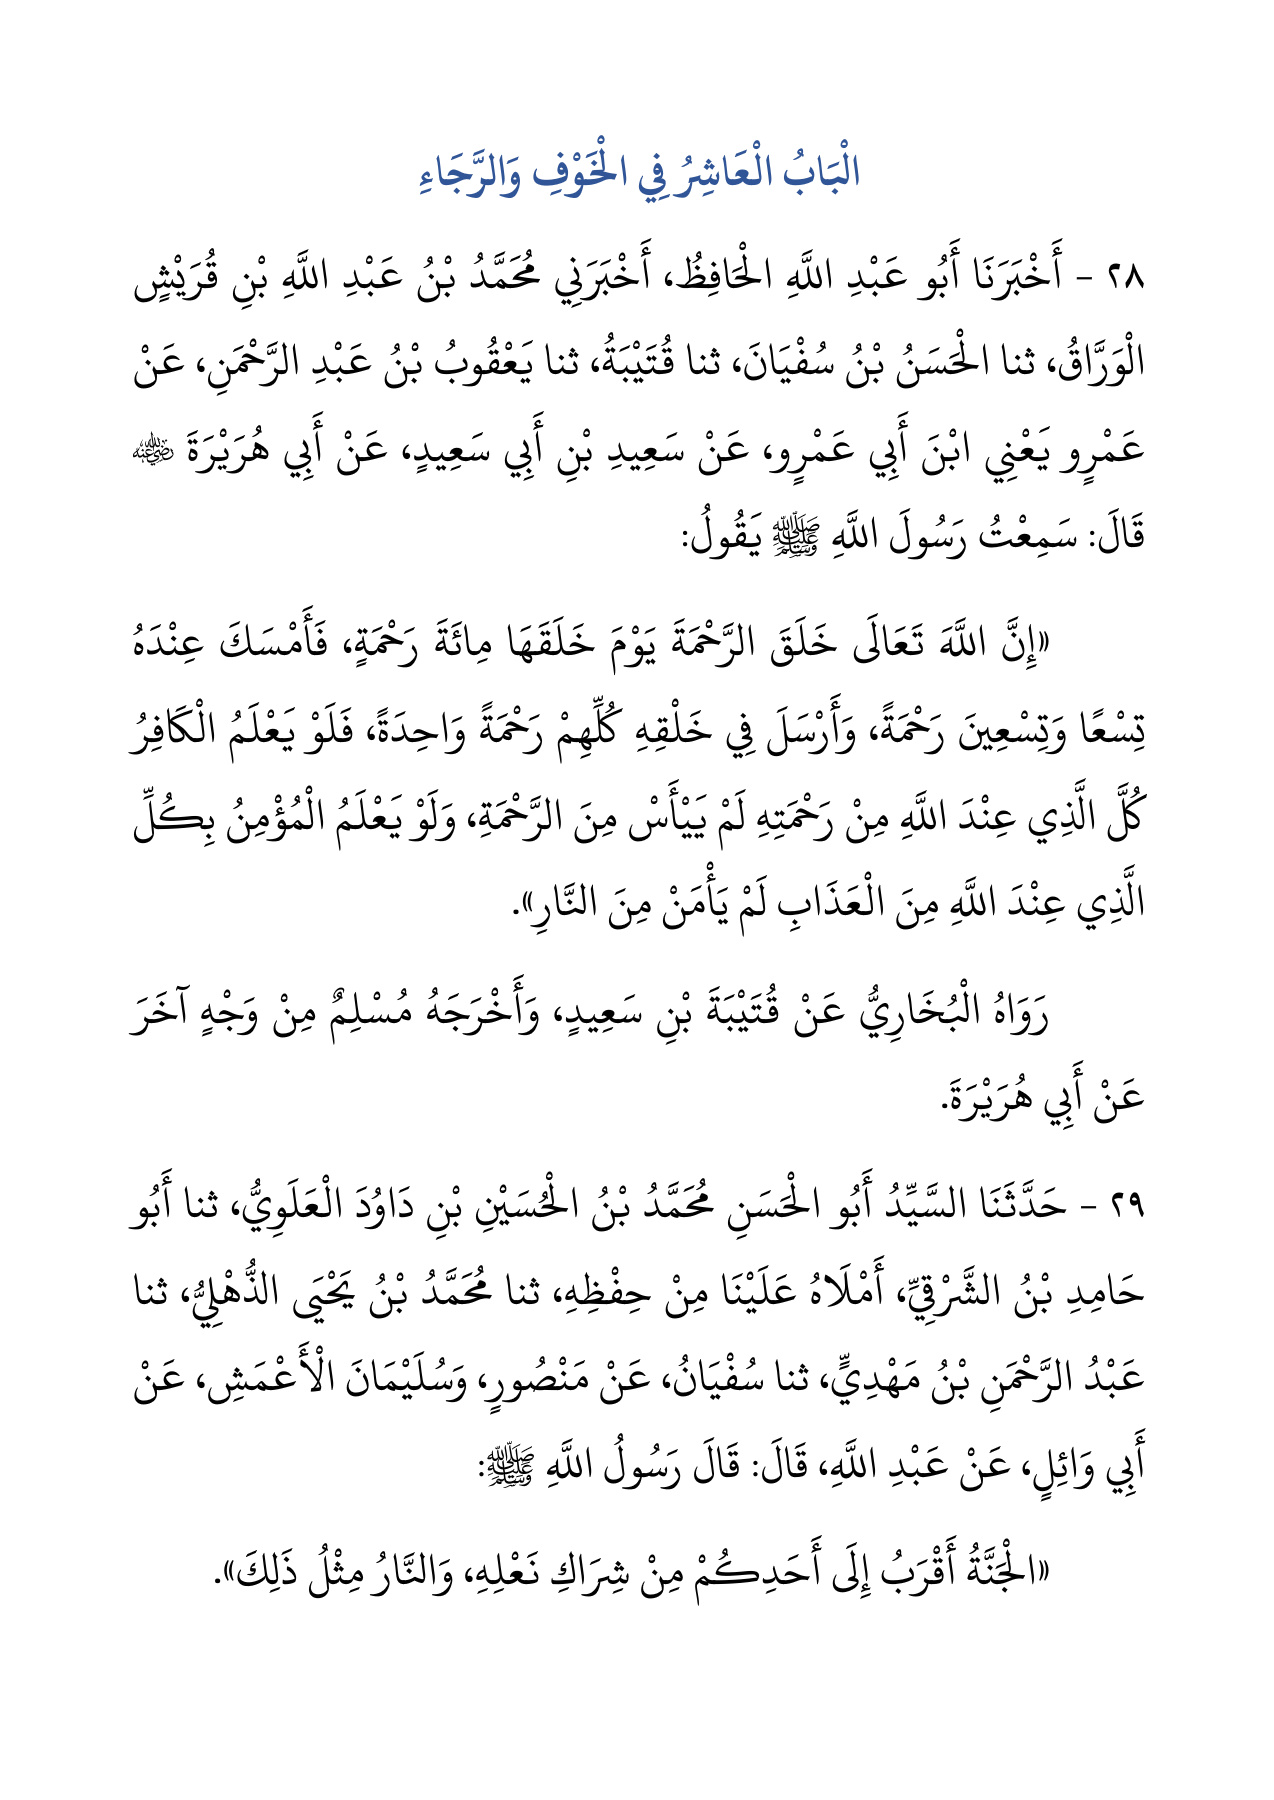 الْبَابُ الْعَاشِرُ فِي الْخَوْفِ وَالرَّجَاءِ
٢٨ - أَخْبَرَنَا أَبُو عَبْدِ اللَّهِ الْحَافِظُ، أَخْبَرَنِي مُحَمَّدُ بْنُ عَبْدِ اللَّهِ بْنِ قُرَيْشٍ
الْوَرَّاقُ، ثنا الْحَسَنُ بْنُ سُفْيَانَ، ثنا قُتَيْبَةُ، ثنا يَعْقُوبُ بْنُ عَبْدِ الرَّحْمَنِ، عَنْ
عَمْرٍو يَعْنِي ابْنَ أَبِي عَمْرٍو، عَنْ سَعِيدِ بْنِ أَبِي سَعِيدٍ، عَنْ أَبِي هُرَيْرَةَ ﵁
قَالَ: سَمِعْتُ رَسُولَ اللَّهِ ﷺ يَقُولُ:
«إِنَّ اللَّهَ تَعَالَى خَلَقَ الرَّحْمَةَ يَوْمَ خَلَقَهَا مِائَةَ رَحْمَةٍ، فَأَمْسَكَ عِنْدَهُ
تِسْعًا وَتِسْعِينَ رَحْمَةً، وَأَرْسَلَ فِي خَلْقِهِ كُلِّهِمْ رَحْمَةً وَاحِدَةً، فَلَوْ يَعْلَمُ الْكَافِرُ
كُلَّ الَّذِي عِنْدَ اللَّهِ مِنْ رَحْمَتِهِ لَمْ يَيْأَسْ مِنَ الرَّحْمَةِ، وَلَوْ يَعْلَمُ الْمُؤْمِنُ بِكُلِّ
الَّذِي عِنْدَ اللَّهِ مِنَ الْعَذَابِ لَمْ يَأْمَنْ مِنَ النَّارِ».
رَوَاهُ الْبُخَارِيُّ عَنْ قُتَيْبَةَ بْنِ سَعِيدٍ، وَأَخْرَجَهُ مُسْلِمٌ مِنْ وَجْهٍ آخَرَ
عَنْ أَبِي هُرَيْرَةَ.
٢٩ - حَدَّثَنَا السَّيِّدُ أَبُو الْحَسَنِ مُحَمَّدُ بْنُ الْحُسَيْنِ بْنِ دَاوُدَ الْعَلَوِيُّ، ثنا أَبُو
حَامِدِ بْنُ الشَّرْقِيِّ، أَمْلَاهُ عَلَيْنَا مِنْ حِفْظِهِ، ثنا مُحَمَّدُ بْنُ يَحْيَى الذُّهْلِيُّ، ثنا
عَبْدُ الرَّحْمَنِ بْنُ مَهْدِيٍّ، ثنا سُفْيَانُ، عَنْ مَنْصُورٍ، وَسُلَيْمَانَ الْأَعْمَشِ، عَنْ
أَبِي وَائِلٍ، عَنْ عَبْدِ اللَّهِ، قَالَ: قَالَ رَسُولُ اللَّهِ ﷺ:
«الْجَنَّةُ أَقْرَبُ إِلَى أَحَدِكُمْ مِنْ شِرَاكِ نَعْلِهِ، وَالنَّارُ مِثْلُ ذَلِكَ».